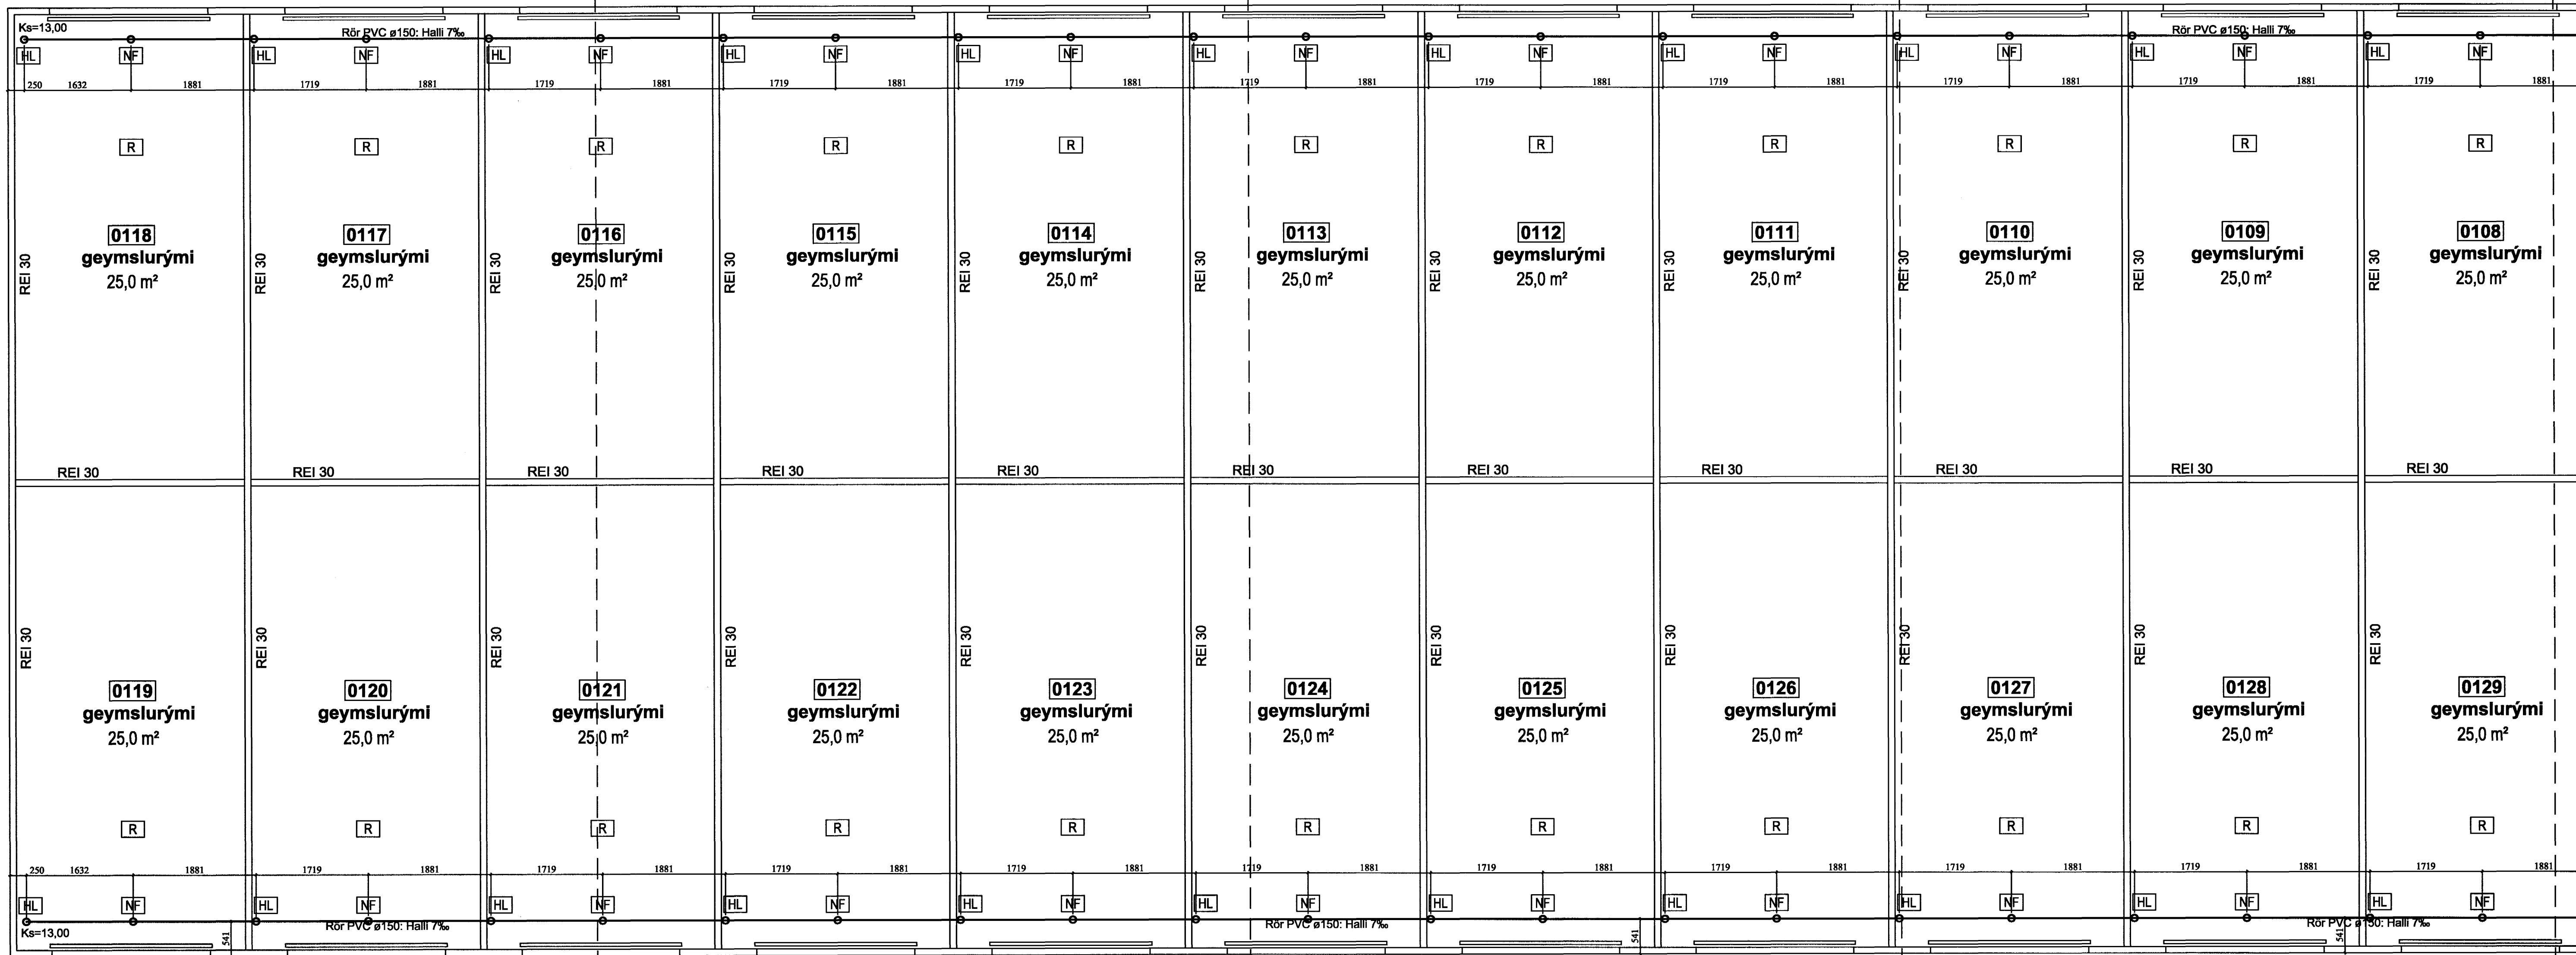 Ks=13,00 Rör PVC ø150: Halli 7‰ Rör PVC ø150: Halli 7‰
HL NF HL NF HL NF HL NF HL NF HL NF HL NF HL NF HL NF HL NF HL NF
250 1632 1881 1719 1881 1719 1881 1719 1881 1719 1881 1719 1881 1719 1881 1719 1881 1719 1881 1719 1881 1719 1881
R R R R R R R R R R R
0118 0117 0116 0115 0114 0113 0112 0111 0110 0109 0108
geymslurými geymslurými geymslurými geymslurými geymslurými geymslurými geymslurými geymslurými geymslurými geymslurými geymslurými
25,0 m² 25,0 m² 25,0 m² 25,0 m² 25,0 m² 25,0 m² 25,0 m² 25,0 m² 25,0 m² 25,0 m² 25,0 m²
REI 30 REI 30 REI 30 REI 30 REI 30 REI 30 REI 30 REI 30 REI 30 REI 30 REI 30
REI 30 REI 30 REI 30 REI 30 REI 30 REI 30 REI 30 REI 30 REI 30 REI 30 REI 30
REI 30 REI 30 REI 30 REI 30 REI 30 REI 30 REI 30 REI 30 REI 30 REI 30 REI 30
0119 0120 0121 0122 0123 0124 0125 0126 0127 0128 0129
geymslurými geymslurými geymslurými geymslurými geymslurými geymslurými geymslurými geymslurými geymslurými geymslurými geymslurými
25,0 m² 25,0 m² 25,0 m² 25,0 m² 25,0 m² 25,0 m² 25,0 m² 25,0 m² 25,0 m² 25,0 m² 25,0 m²
R R R R R R R R R R R
250 1632 1881 1719 1881 1719 1881 1719 1881 1719 1881 1719 1881 1719 1881 1719 1881 1719 1881 1719 1881 1719 1881
HL NF HL NF HL NF HL NF HL NF HL NF HL NF HL NF HL NF HL NF HL NF
Ks=13,00 541 Rör PVC ø150: Halli 7‰ Rör PVC ø150: Halli 7‰ 541 Rör PVC ø150: Halli 7‰ 541